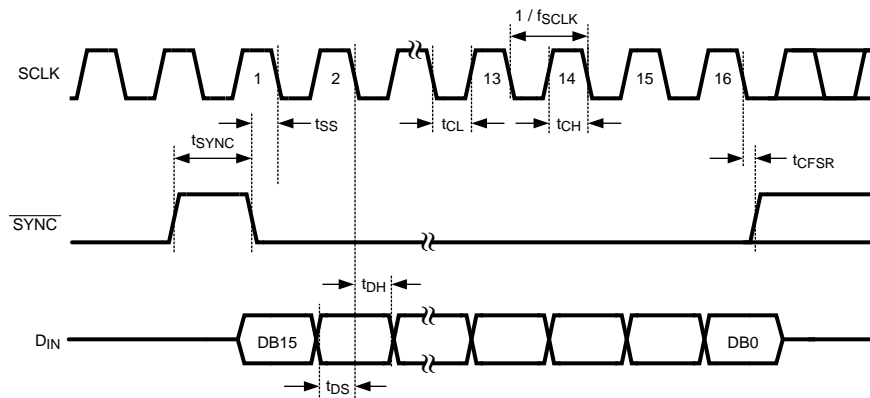 1 / fSCLK
SCLK
1
2
13
14
15
16
tSS
tCL
tCH
tSYNC
tCFSR
SYNC
tDH
DIN
DB15
DB0
tDS